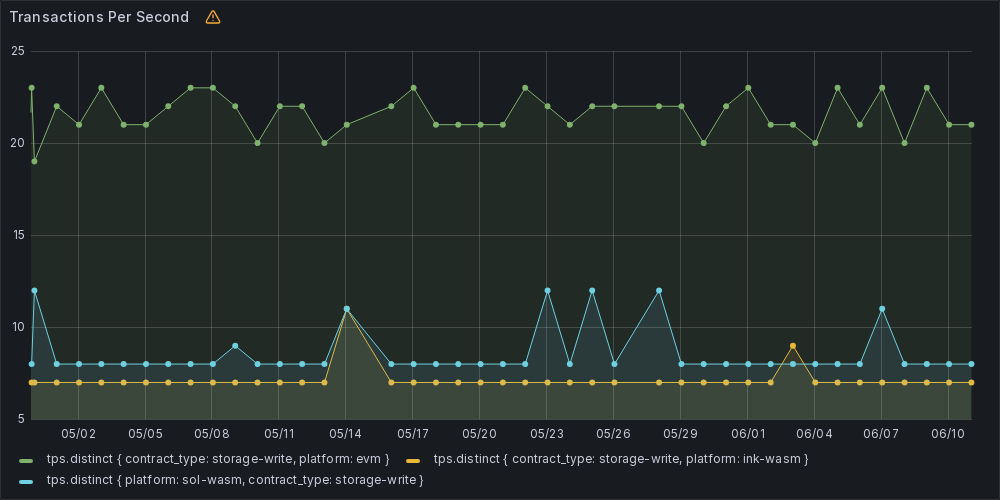 Transactions Per Second
25
20
15
10
5
05/02 05/05 05/08 05/11 05/14 05/17 05/20 05/23 05/26 05/29 06/01 06/04 06/07 06/10
tps.distinct { contract_type: storage-write, platform: evm } tps.distinct { contract_type: storage-write, platform: ink-wasm }
tps.distinct { platform: sol-wasm, contract_type: storage-write }